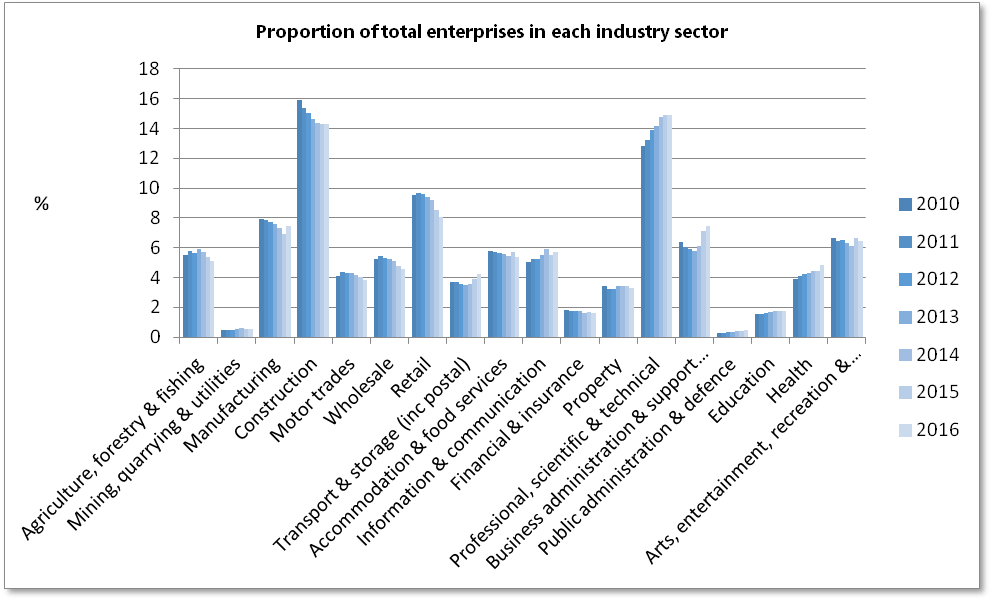 Proportion of total enterprises in each industry sector
18
16
14
12
10
8
6
4
2
0
%
Agriculture, forestry & fishing
Mining, quarrying & utilities
Manufacturing
Construction
Motor trades
Wholesale
Retail
Transport & storage (inc postal)
Accommodation & food services
Information & communication
Financial & insurance
Property
Professional, scientific & technical
Business administration & support...
Public administration & defence
Education
Health
Arts, entertainment, recreation &...
2010
2011
2012
2013
2014
2015
2016